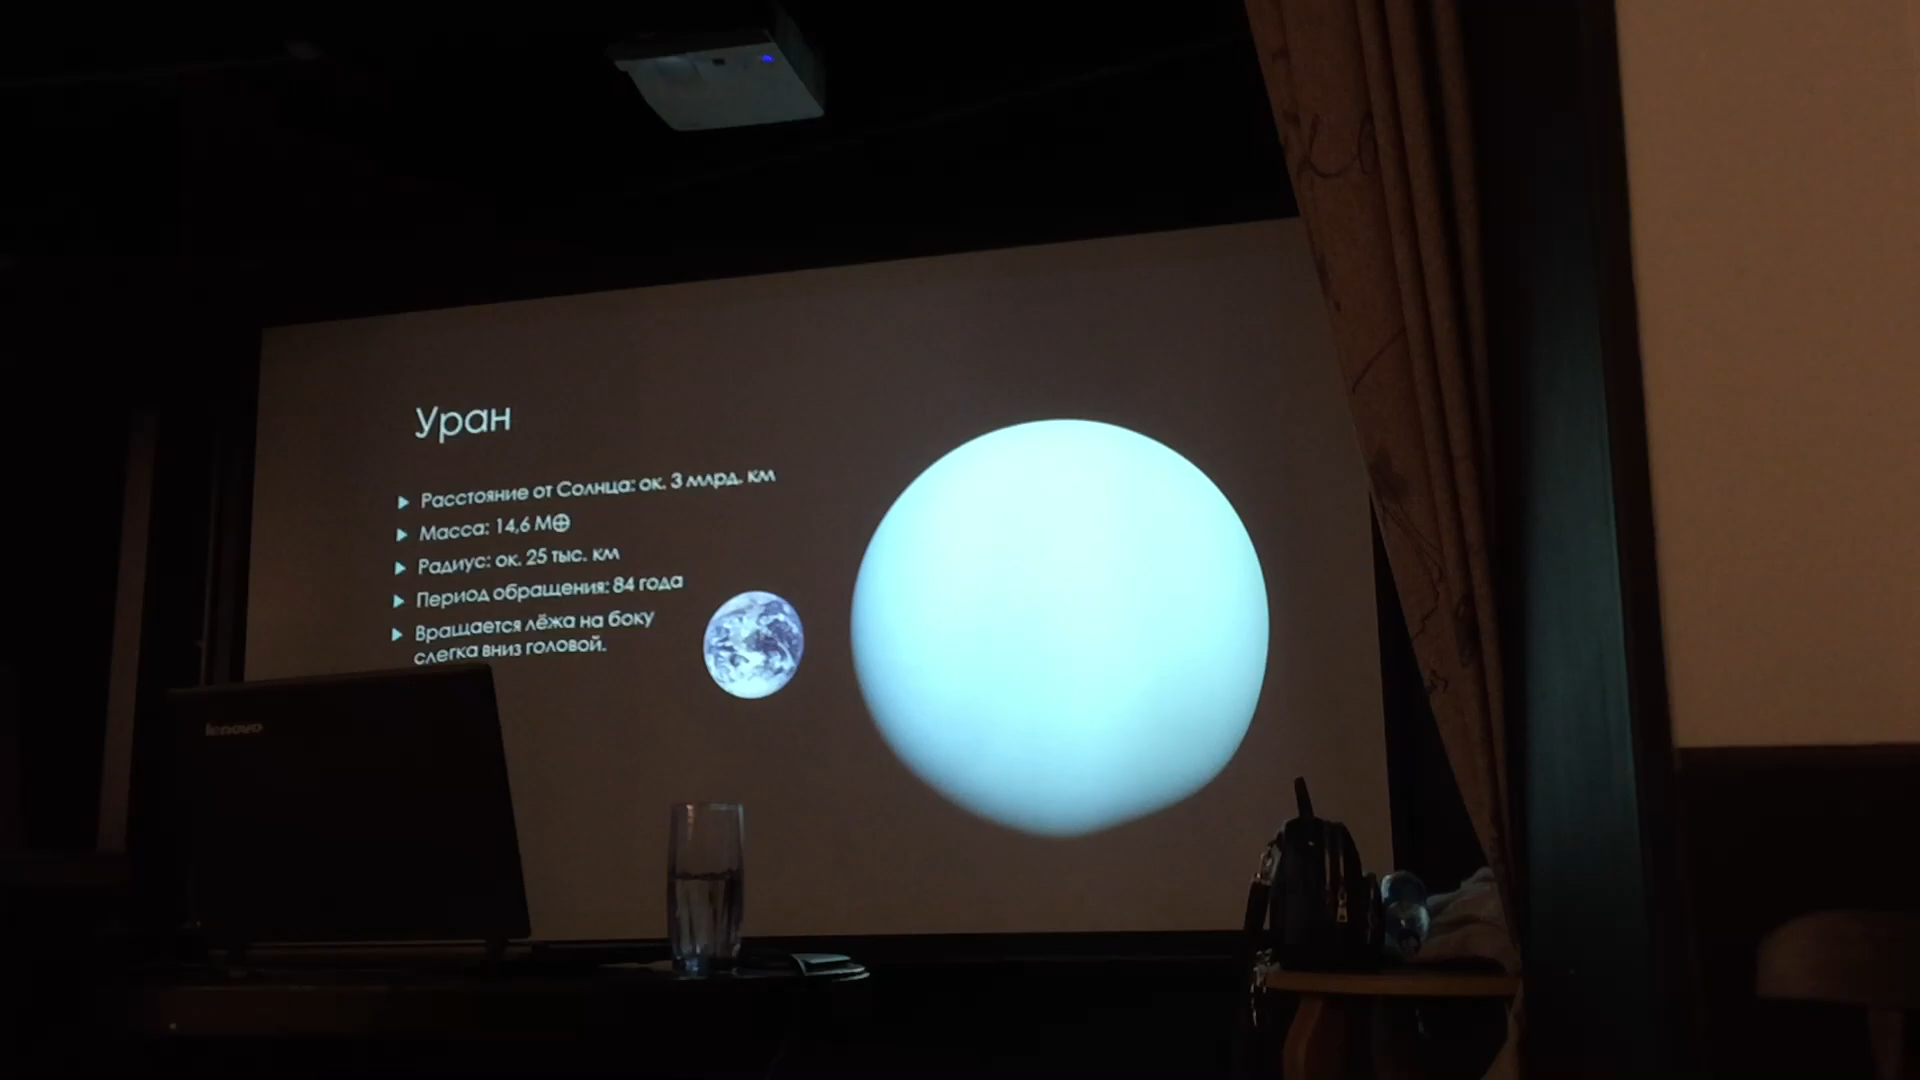 Уран
Расстояние от Солнца: ок. 3 млрд. км
Масса: 14,6 M⊕
Радиус: ок. 25 тыс. км
Период обращения: 84 года
Вращается лёжа на боку
слегка вниз головой.
lenovo